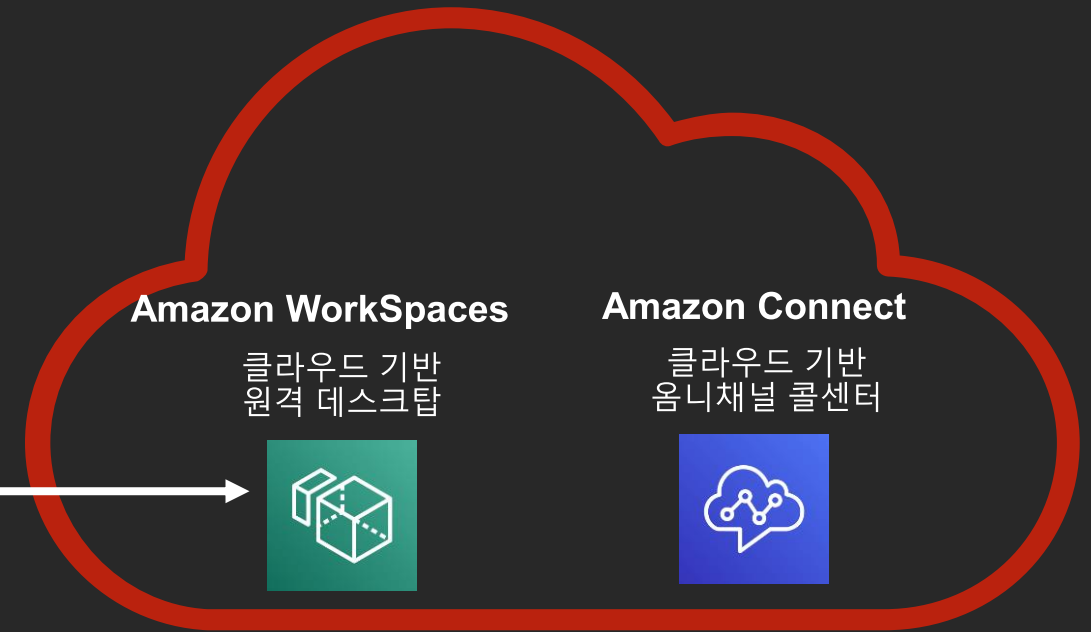 Amazon WorkSpaces
클라우드 기반
원격 데스크탑
Amazon Connect
클라우드 기반
옴니채널 콜센터